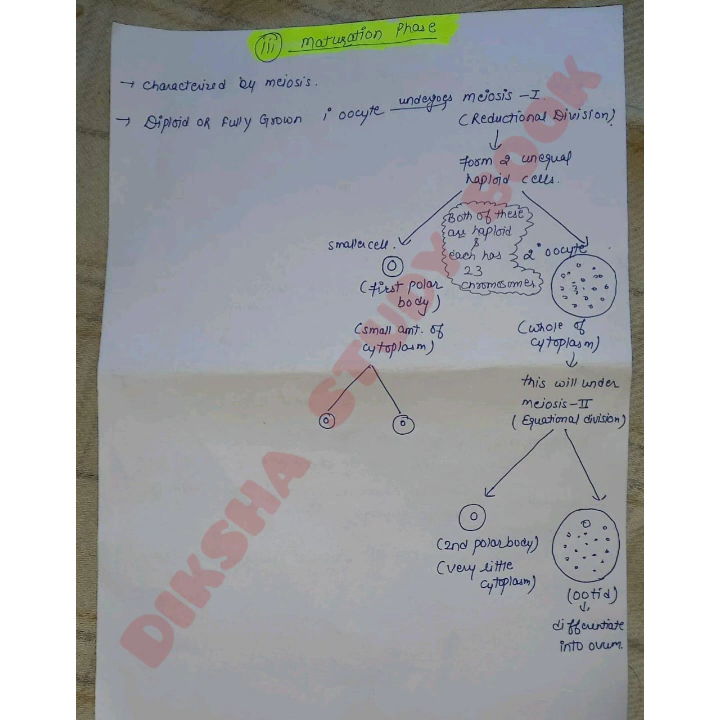 (iii) Maturation Phase
→ characterized by meiosis.
→ Diploid or Fully Grown 1° oocyte undergoes meiosis -I.
(Reductional Division)
form 2 unequal
haploid cells.
Both of these
are haploid
&
each has
23
chromosomes
smaller cell.
(first polar
body)
(small amt. of
cytoplasm)
2° oocyte
(whole of
cytoplasm)
this will under
meiosis-II
(Equational division)
(2nd polar body)
(very little
cytoplasm)
(ootid)
differentiate
into ovum.
DIKSHA STUDY BOOK